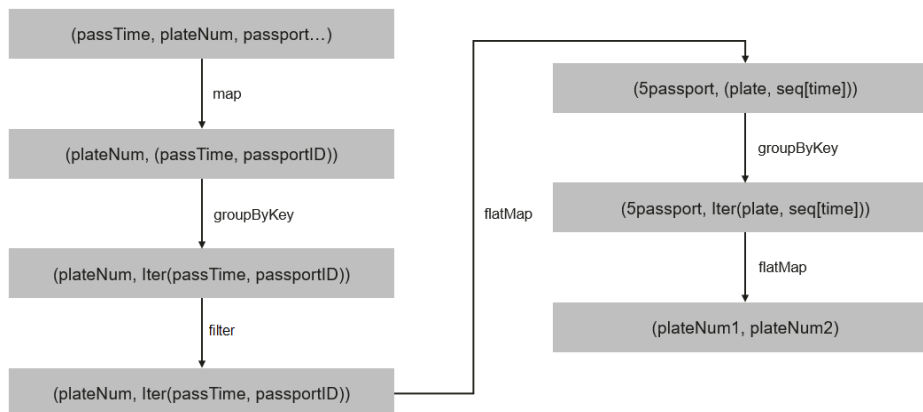 (passTime, plateNum, passport…)
map
(plateNum, (passTime, passportID))
groupByKey
(plateNum, Iter(passTime, passportID))
filter
(plateNum, Iter(passTime, passportID))
flatMap
(5passport, (plate, seq[time]))
groupByKey
(5passport, Iter(plate, seq[time]))
flatMap
(plateNum1, plateNum2)